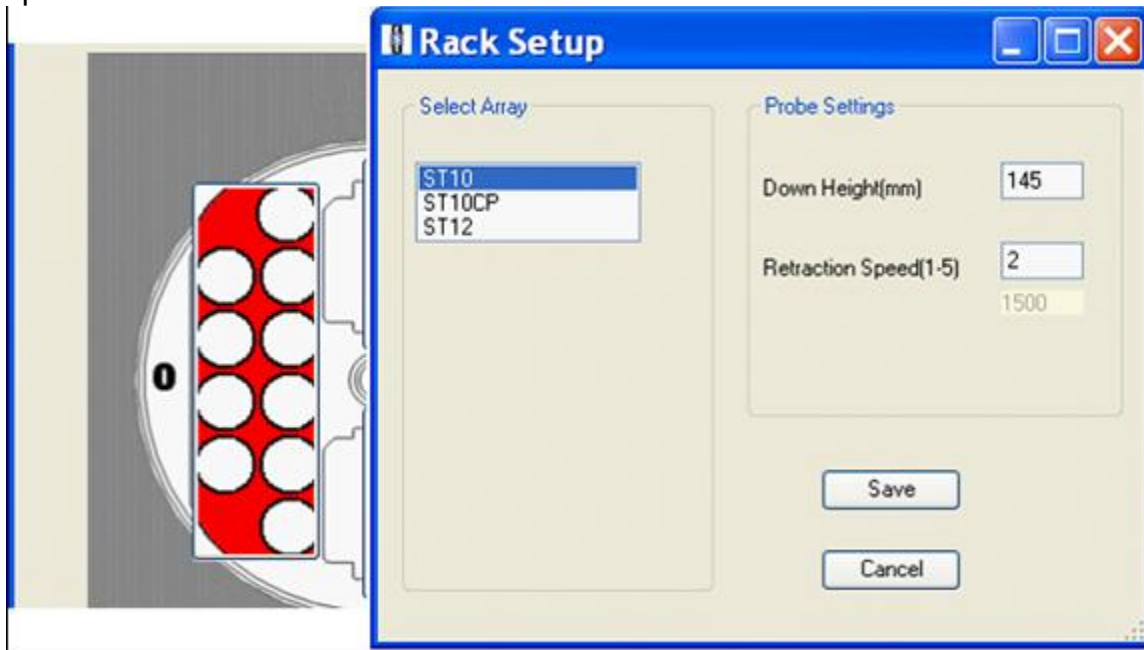 Rack Setup
Select Array
ST10
ST10CP
ST12
Probe Settings
Down Height(mm) 145
Retraction Speed(1-5) 2
1500
0
Save
Cancel